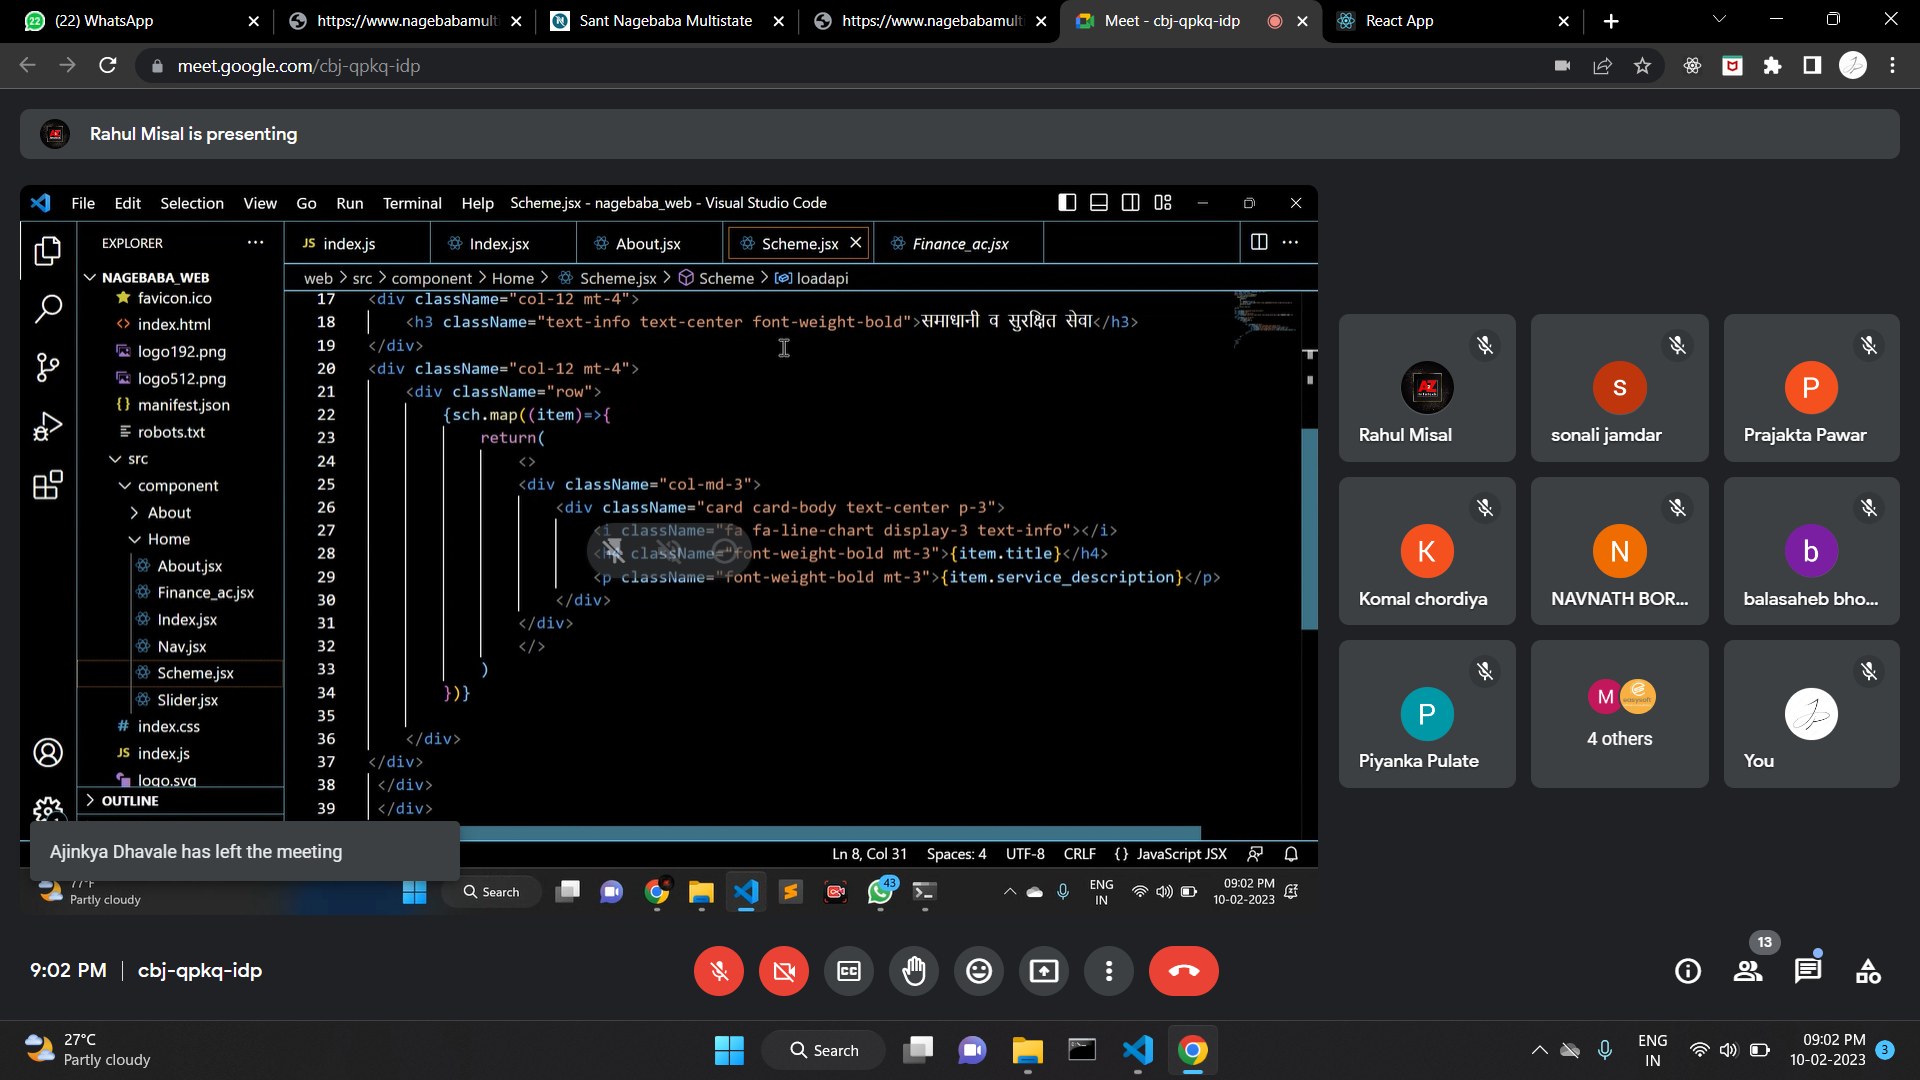 (22) WhatsApp
https://www.nagebabamulti
Sant Nagebaba Multistate
https://www.nagebabamulti
Meet - cbj-qpkq-idp
React App
meet.google.com/cbj-qpkq-idp
Rahul Misal is presenting
File Edit Selection View Go Run Terminal Help Scheme.jsx - nagebaba_web - Visual Studio Code
EXPLORER
JS index.js
Index.jsx
About.jsx
Scheme.jsx
Finance_ac.jsx
web > src > component > Home > Scheme.jsx > Scheme > loadapi
NAGEBABA_WEB
favicon.ico
index.html
logo192.png
logo512.png
manifest.json
robots.txt
src
component
About
Home
About.jsx
Finance_ac.jsx
Index.jsx
Nav.jsx
Scheme.jsx
Slider.jsx
# index.css
JS index.js
logo.svg
OUTLINE
17 <div className="col-12 mt-4">
18 <h3 className="text-info text-center font-weight-bold">समाधानी व सुरक्षित सेवा</h3>
19 </div>
20 <div className="col-12 mt-4">
21 <div className="row">
22 {sch.map((item)=>{
23 return(
24 <>
25 <div className="col-md-3">
26 <div className="card card-body text-center p-3">
27 <i className="fa fa-line-chart display-3 text-info"></i>
28 <h4 className="font-weight-bold mt-3">{item.title}</h4>
29 <p className="font-weight-bold mt-3">{item.service_description}</p>
30 </div>
31 </div>
32 </>
33 )
34 })}
35
36 </div>
37 </div>
38 </div>
39 </div>
Ln 8, Col 31 Spaces: 4 UTF-8 CRLF {} JavaScript JSX
Ajinkya Dhavale has left the meeting
77°F
Partly cloudy
Search
43
ENG
IN
09:02 PM
10-02-2023
Rahul Misal
s
sonali jamdar
P
Prajakta Pawar
K
Komal chordiya
N
NAVNATH BOR...
b
balasaheb bho...
P
Piyanka Pulate
M
4 others
You
9:02 PM | cbj-qpkq-idp
13
27°C
Partly cloudy
Search
ENG
IN
09:02 PM
10-02-2023
3